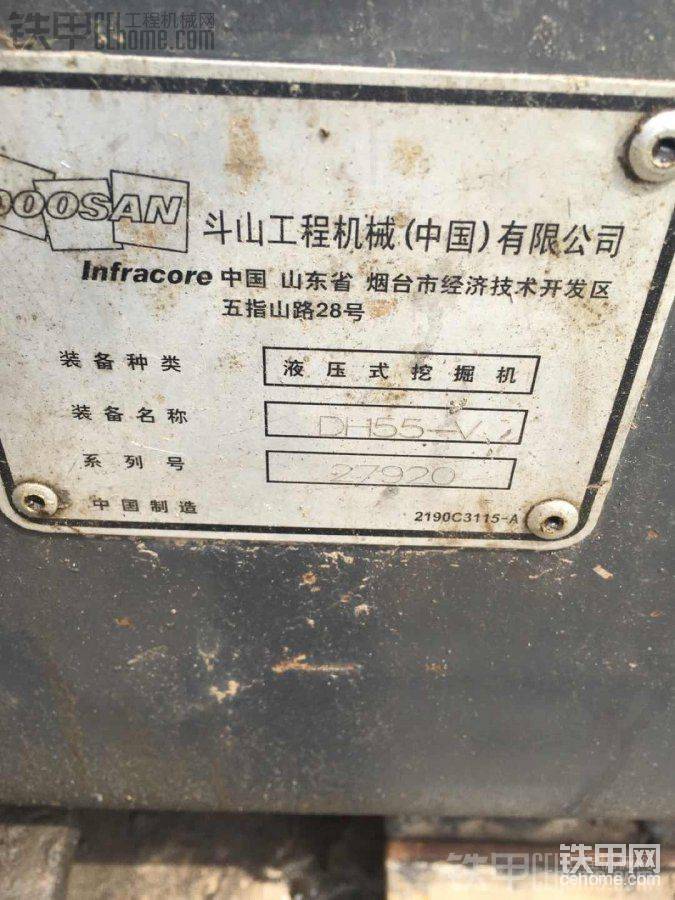 铁甲 工程机械网
cehome.com
DOOSAN 斗山工程机械(中国)有限公司
Infracore 中国 山东省 烟台市经济技术开发区
五指山路28号
装备种类 液压式挖掘机
装备名称 DH55-V
系列号 27920
中国制造 2190C3115-A
铁甲网
cehome.com